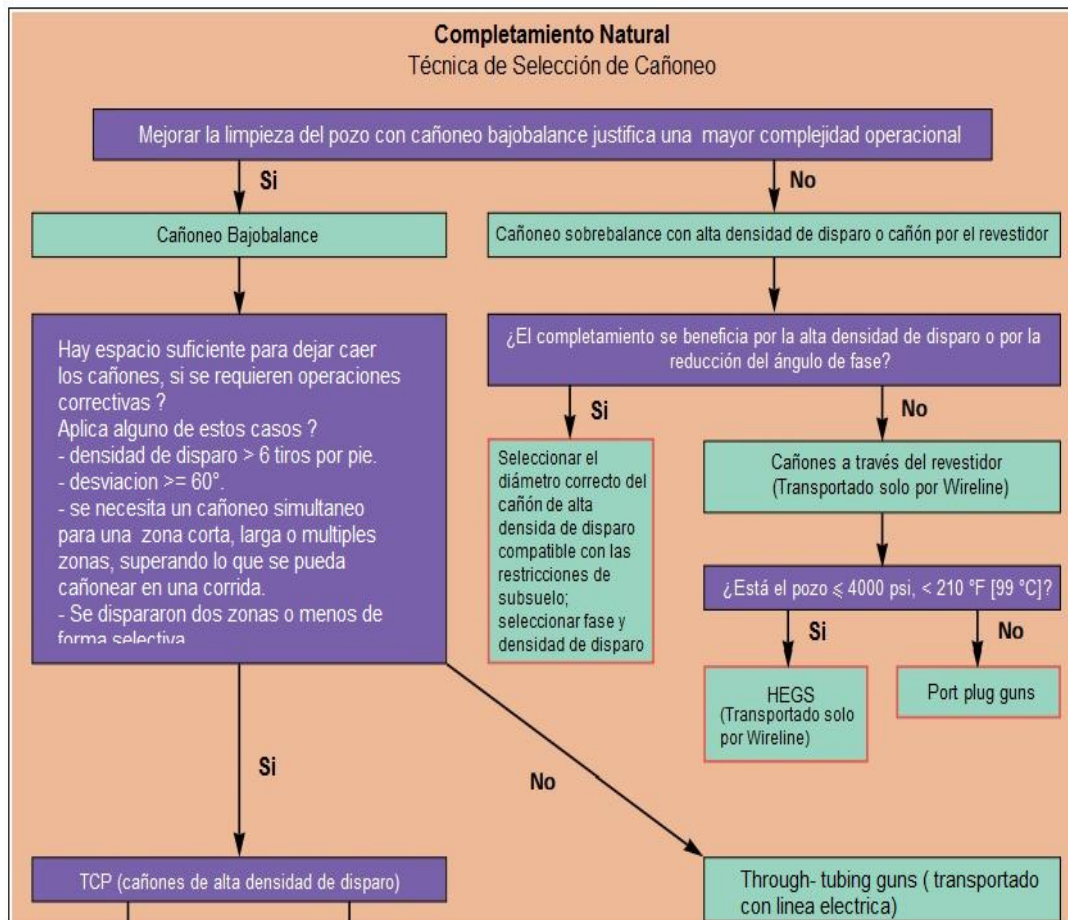 Completamiento Natural
Técnica de Selección de Cañoneo
Mejorar la limpieza del pozo con cañoneo bajobalance justifica una mayor complejidad operacional
Si
No
Cañoneo Bajobalance
Cañoneo sobrebalance con alta densidad de disparo o cañón por el revestidor
Hay espacio suficiente para dejar caer
los cañones, si se requieren operaciones
correctivas ?
Aplica alguno de estos casos ?
- densidad de disparo > 6 tiros por pie.
- desviacion >= 60°.
- se necesita un cañoneo simultaneo
para una zona corta, larga o multiples
zonas, superando lo que se pueda
cañonear en una corrida.
- Se dispararon dos zonas o menos de
forma selectiva
¿El completamiento se beneficia por la alta densidad de disparo o por la
reducción del ángulo de fase?
Si
No
Seleccionar el
diámetro correcto del
cañón de alta
densida de disparo
compatible con las
restricciones de
subsuelo;
seleccionar fase y
densidad de disparo
Cañones a través del revestidor
(Transportado solo por Wireline)
¿Está el pozo ⩽ 4000 psi, < 210 °F [99 °C]?
Si
No
HEGS
(Transportado solo
por Wireline)
Port plug guns
Si
No
TCP (cañones de alta densidad de disparo)
Through- tubing guns ( transportado
con linea electrica)